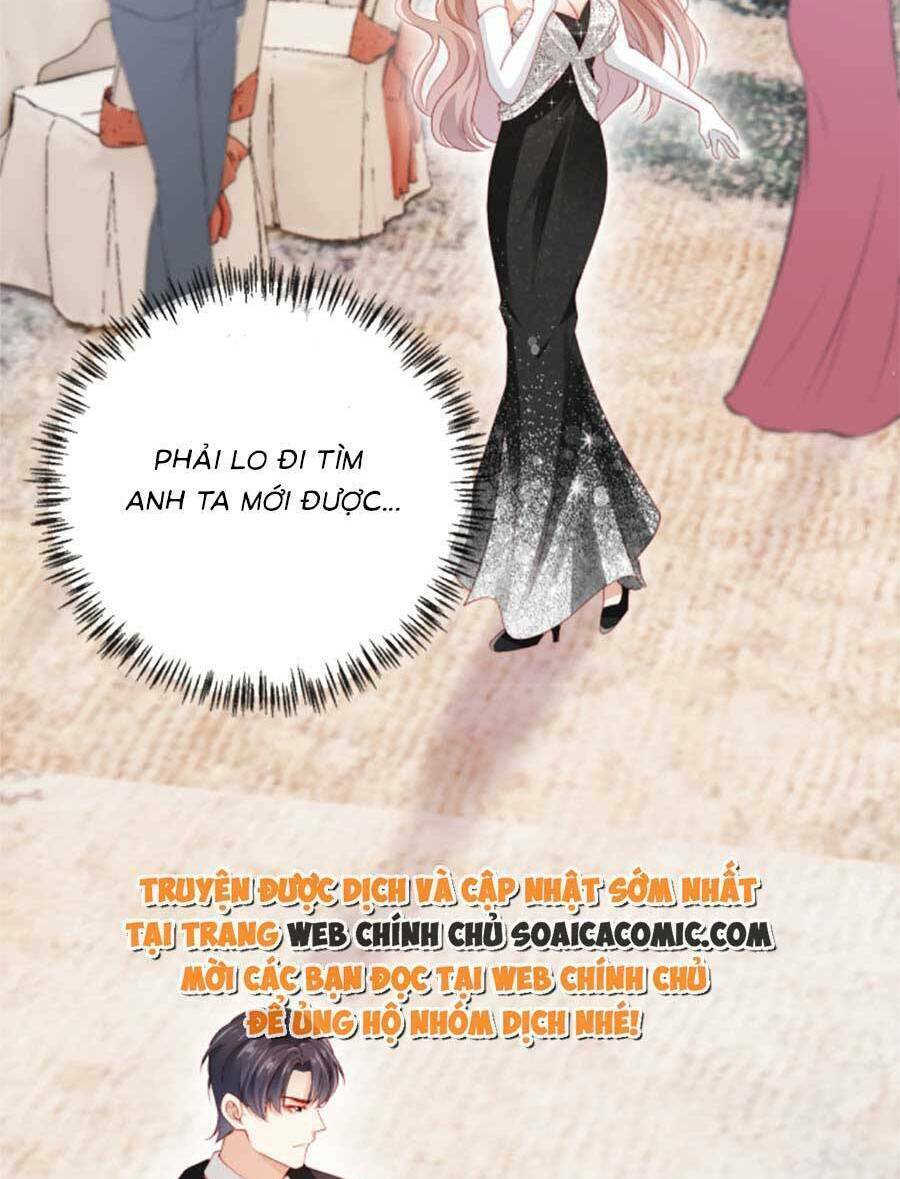 PHẢI LO ĐI TÌM
ANH TA MỚI ĐƯỢC...
TRUYỆN ĐƯỢC DỊCH VÀ CẬP NHẬT SỚM NHẤT
TẠI TRANG WEB CHÍNH CHỦ SOAICACOMIC.COM
MỜI CÁC BẠN ĐỌC TẠI WEB CHÍNH CHỦ
ĐỂ ỦNG HỘ NHÓM DỊCH NHÉ!